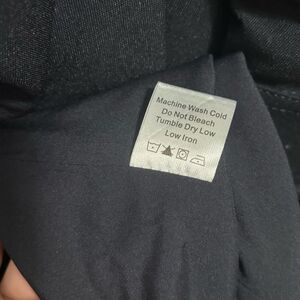 Machine Wash Cold
Do Not Bleach
Tumble Dry Low
Low Iron